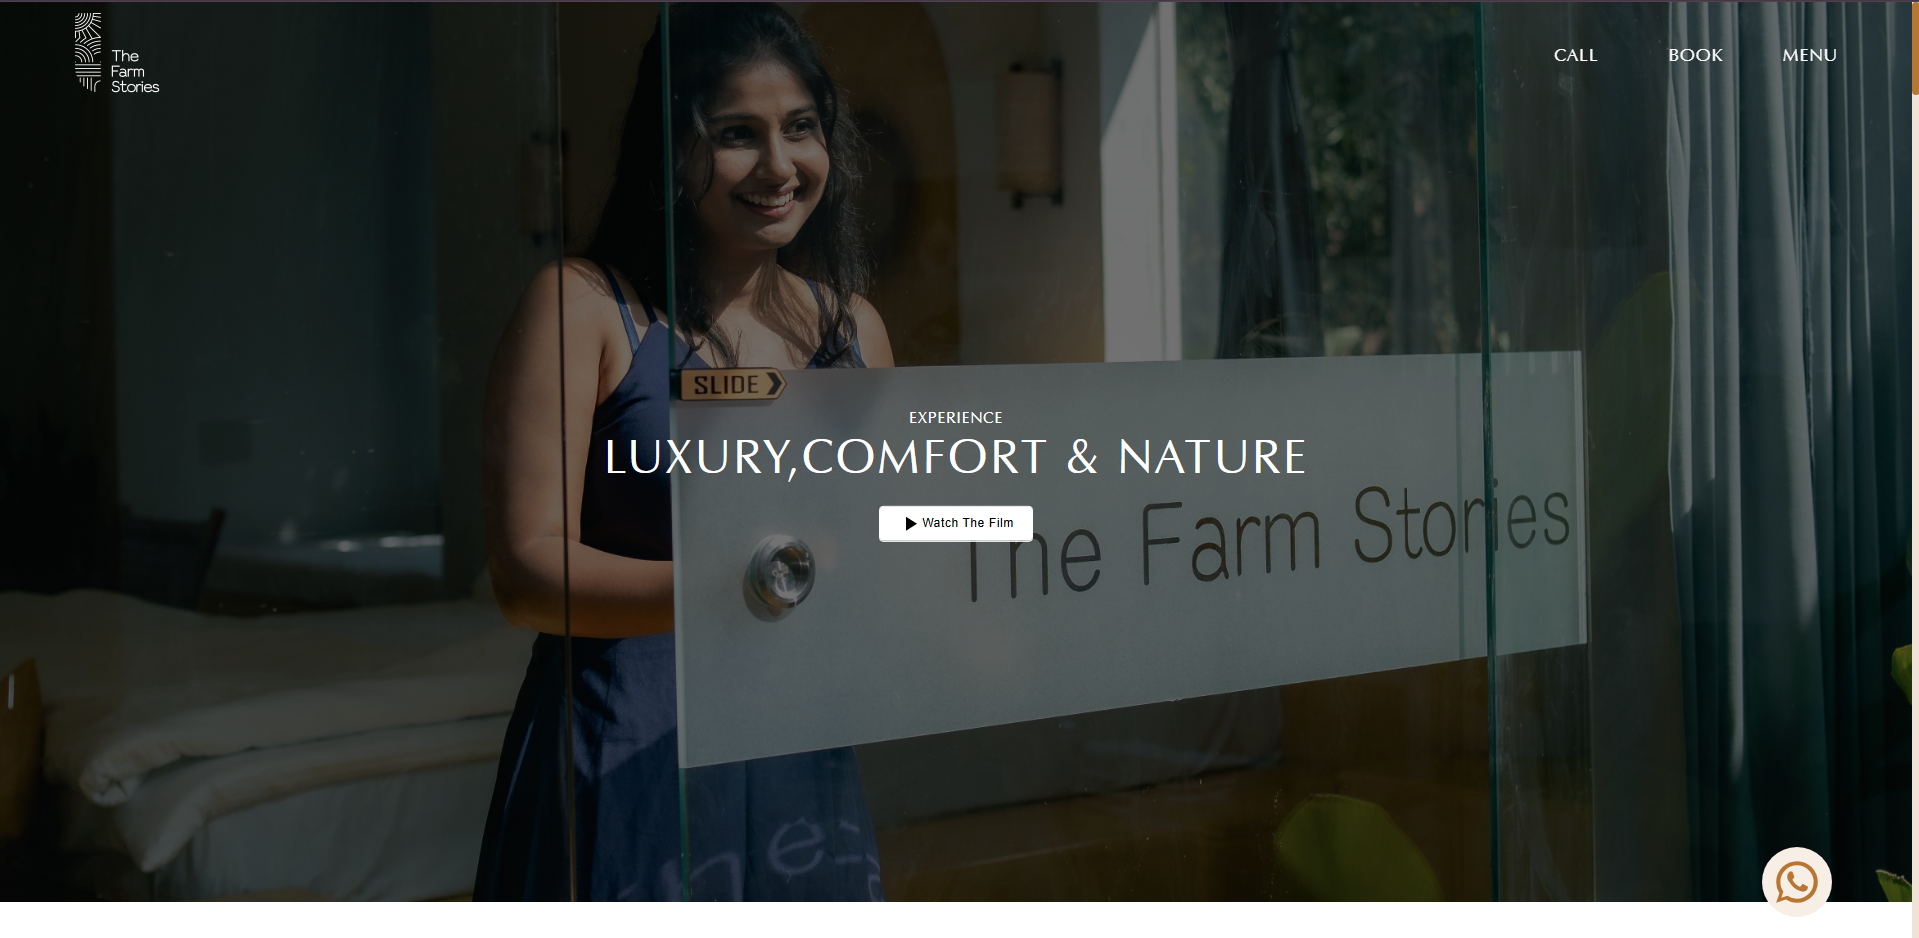 The
Farm
Stories
CALL
BOOK
MENU
SLIDE
EXPERIENCE
LUXURY,COMFORT & NATURE
Watch The Film
The Farm Stories